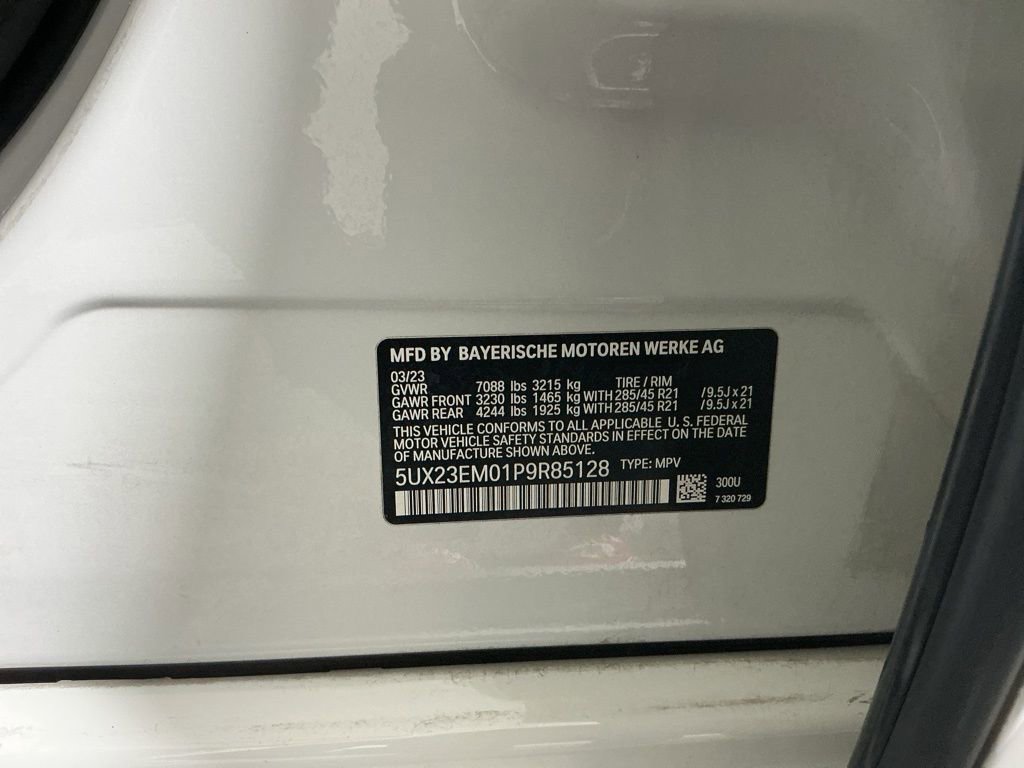 MFD BY BAYERISCHE MOTOREN WERKE AG
03/23
GVWR 7088 lbs 3215 kg TIRE / RIM
GAWR FRONT 3230 lbs 1465 kg WITH 285/45 R21 /9.5J x 21
GAWR REAR 4244 lbs 1925 kg WITH 285/45 R21 /9.5J x 21
THIS VEHICLE CONFORMS TO ALL APPLICABLE U. S. FEDERAL
MOTOR VEHICLE SAFETY STANDARDS IN EFFECT ON THE DATE
OF MANUFACTURE SHOWN ABOVE.
5UX23EM01P9R85128 TYPE: MPV
300U
7 320 729